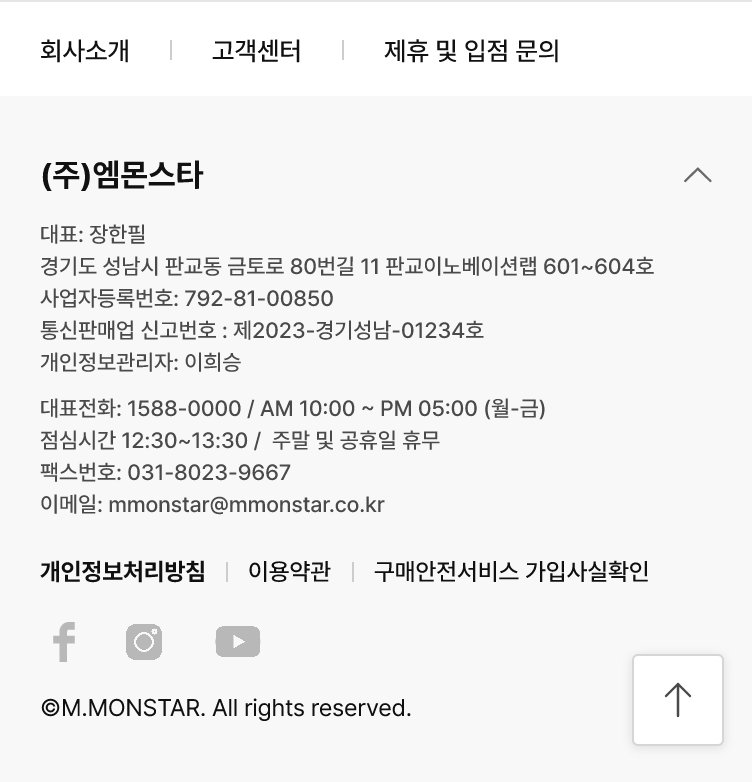 회사소개 | 고객센터 | 제휴 및 입점 문의
(주)엠몬스타
대표: 장한필
경기도 성남시 판교동 금토로 80번길 11 판교이노베이션랩 601~604호
사업자등록번호: 792-81-00850
통신판매업 신고번호 : 제2023-경기성남-01234호
개인정보관리자: 이희승
대표전화: 1588-0000 / AM 10:00 ~ PM 05:00 (월-금)
점심시간 12:30~13:30 / 주말 및 공휴일 휴무
팩스번호: 031-8023-9667
이메일: mmonstar@mmonstar.co.kr
개인정보처리방침 | 이용약관 | 구매안전서비스 가입사실확인
©M.MONSTAR. All rights reserved.